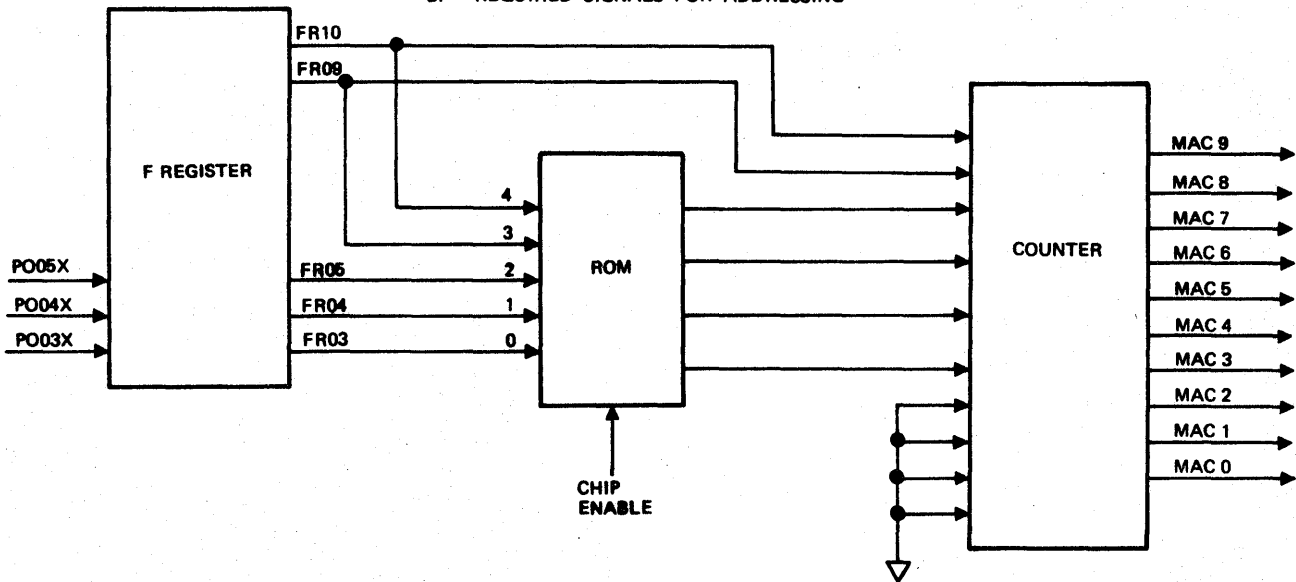 FR10
FR09
F REGISTER
PO05X
PO04X
PO03X
FR05
FR04
FR03
4
3
2
1
0
ROM
CHIP
ENABLE
COUNTER
MAC 9
MAC 8
MAC 7
MAC 6
MAC 5
MAC 4
MAC 3
MAC 2
MAC 1
MAC 0